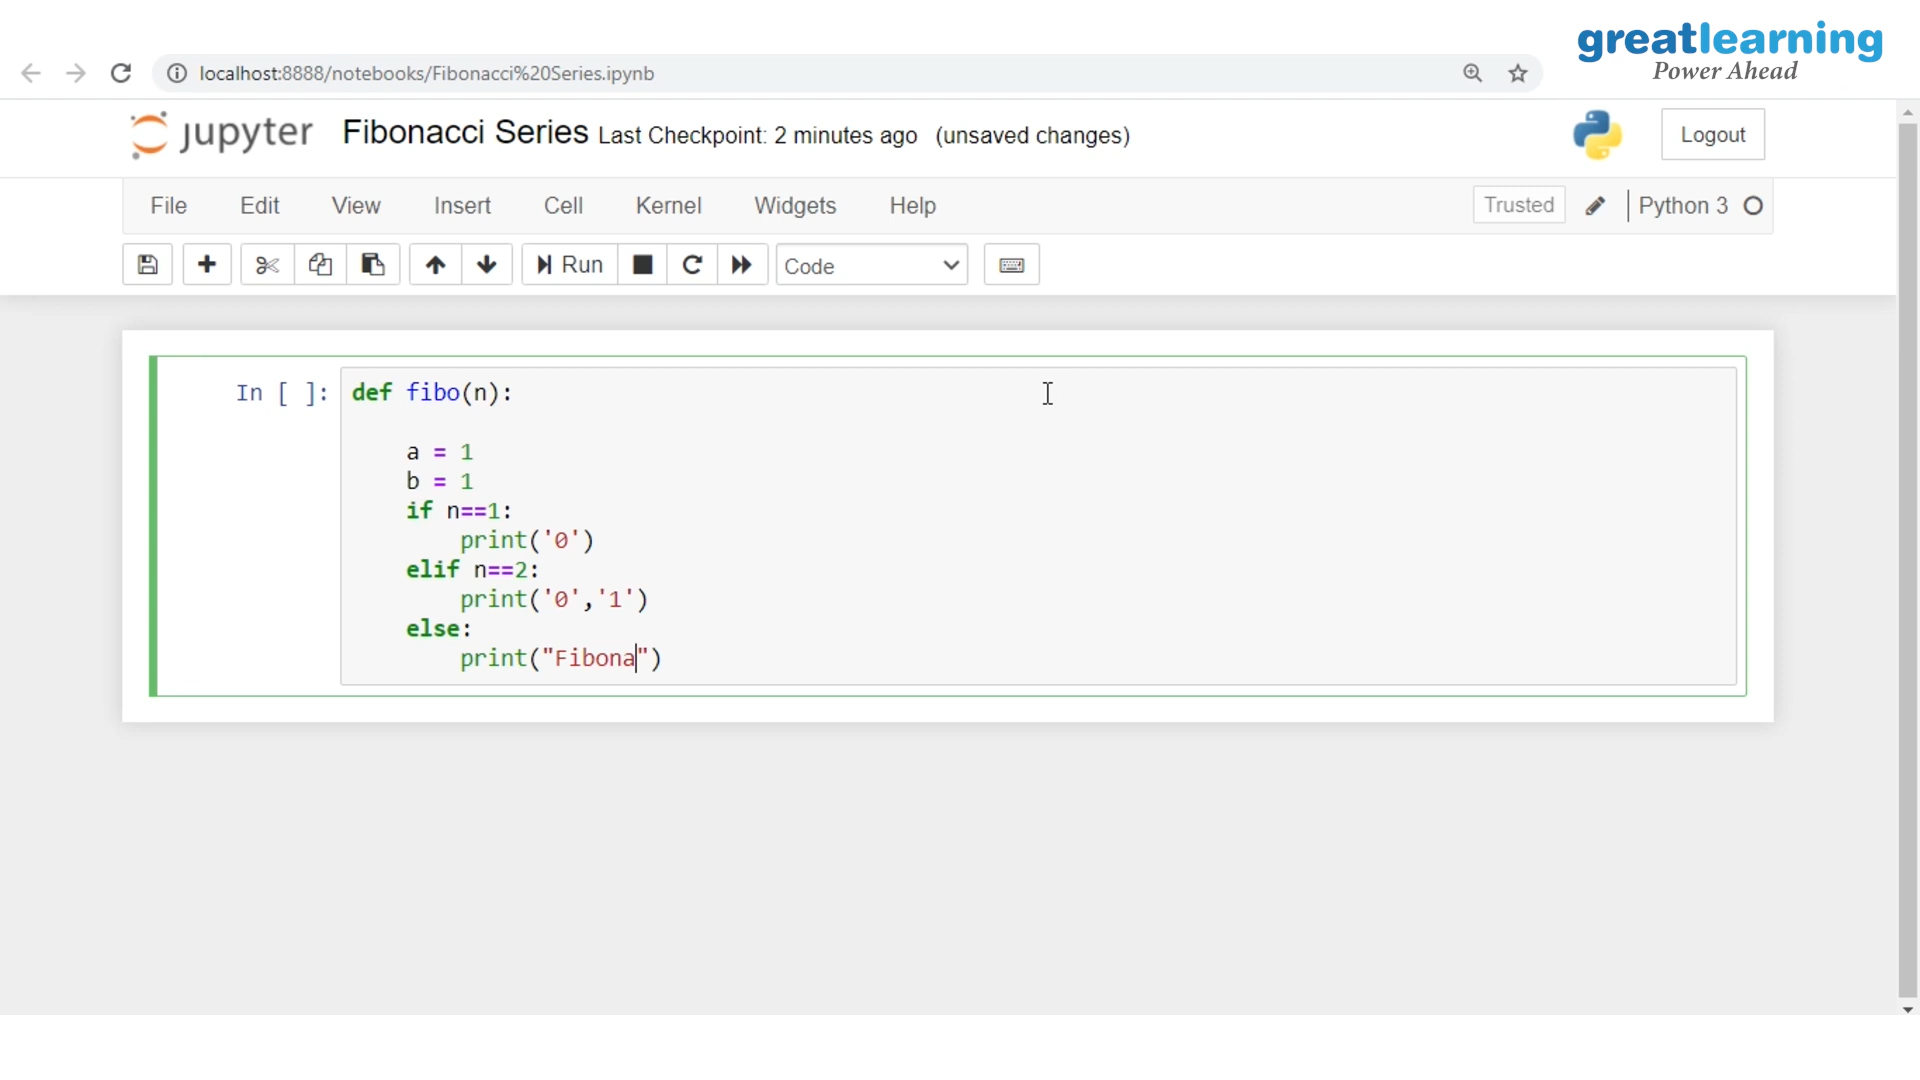 greatlearning
Power Ahead
localhost:8888/notebooks/Fibonacci%20Series.ipynb
jupyter Fibonacci Series Last Checkpoint: 2 minutes ago (unsaved changes)
Logout
File Edit View Insert Cell Kernel Widgets Help Trusted Python 3
Run Code
In [ ]: def fibo(n):
a = 1
b = 1
if n==1:
print('0')
elif n==2:
print('0','1')
else:
print("Fibona")